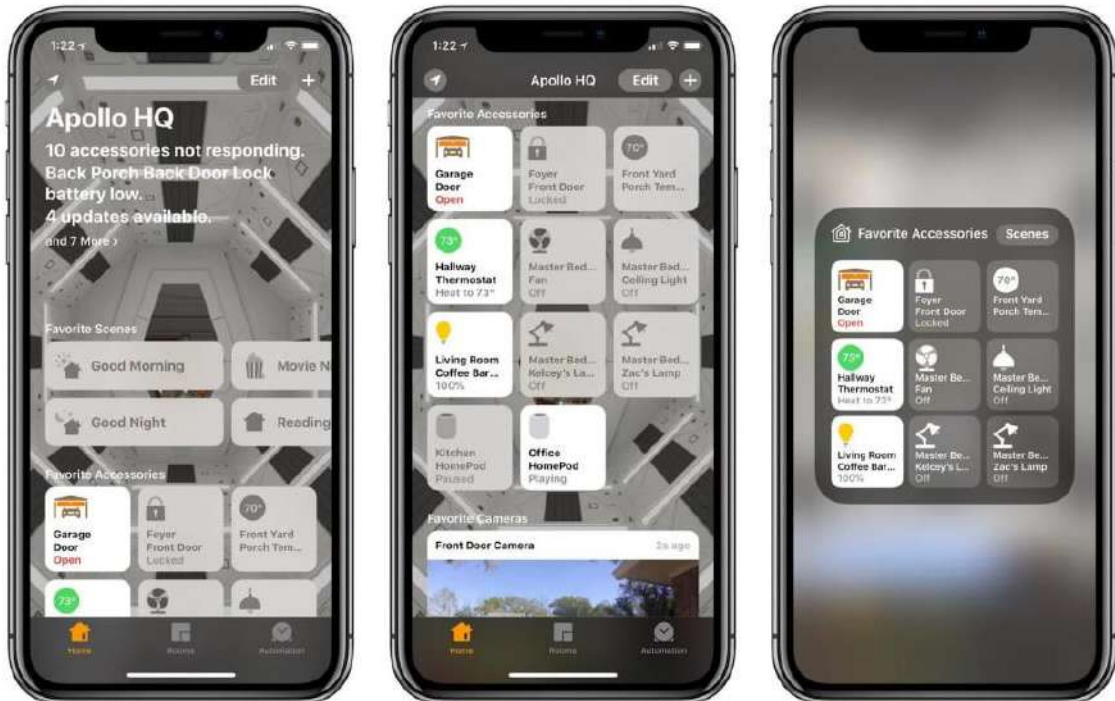 1:22
Edit +
Apollo HQ
10 accessories not responding.
Back Porch Back Door Lock
battery low.
4 updates available.
and 7 More >
Favorite Scenes
Good Morning
Movie N
Good Night
Reading
Favorite Accessories
Garage
Door
Open
Foyer
Front Door
Locked
70°
Front Yard
Porch Tem...
73°
Home
Rooms
Automation
1:22
Apollo HQ
Edit +
Favorite Accessories
Garage
Door
Open
Foyer
Front Door
Locked
70°
Front Yard
Porch Tem...
73°
Hallway
Thermostat
Heat to 73°
Master Bed...
Fan
Off
Master Bed...
Ceiling Light
Off
Living Room
Coffee Bar...
100%
Master Bed...
Kelcey's La...
Off
Master Bed...
Zac's Lamp
Off
Kitchen
HomePod
Paused
Office
HomePod
Playing
Favorite Cameras
Front Door Camera
2s ago
Home
Rooms
Automation
Favorite Accessories
Scenes
Garage
Door
Open
Foyer
Front Door
Locked
70°
Front Yard
Porch Tem...
73°
Hallway
Thermostat
Heat to 73°
Master Be...
Fan
Off
Master Be...
Ceiling Light
Off
Living Room
Coffee Bar...
100%
Master Be...
Kelcey's L...
Off
Master Be...
Zac's Lamp
Off